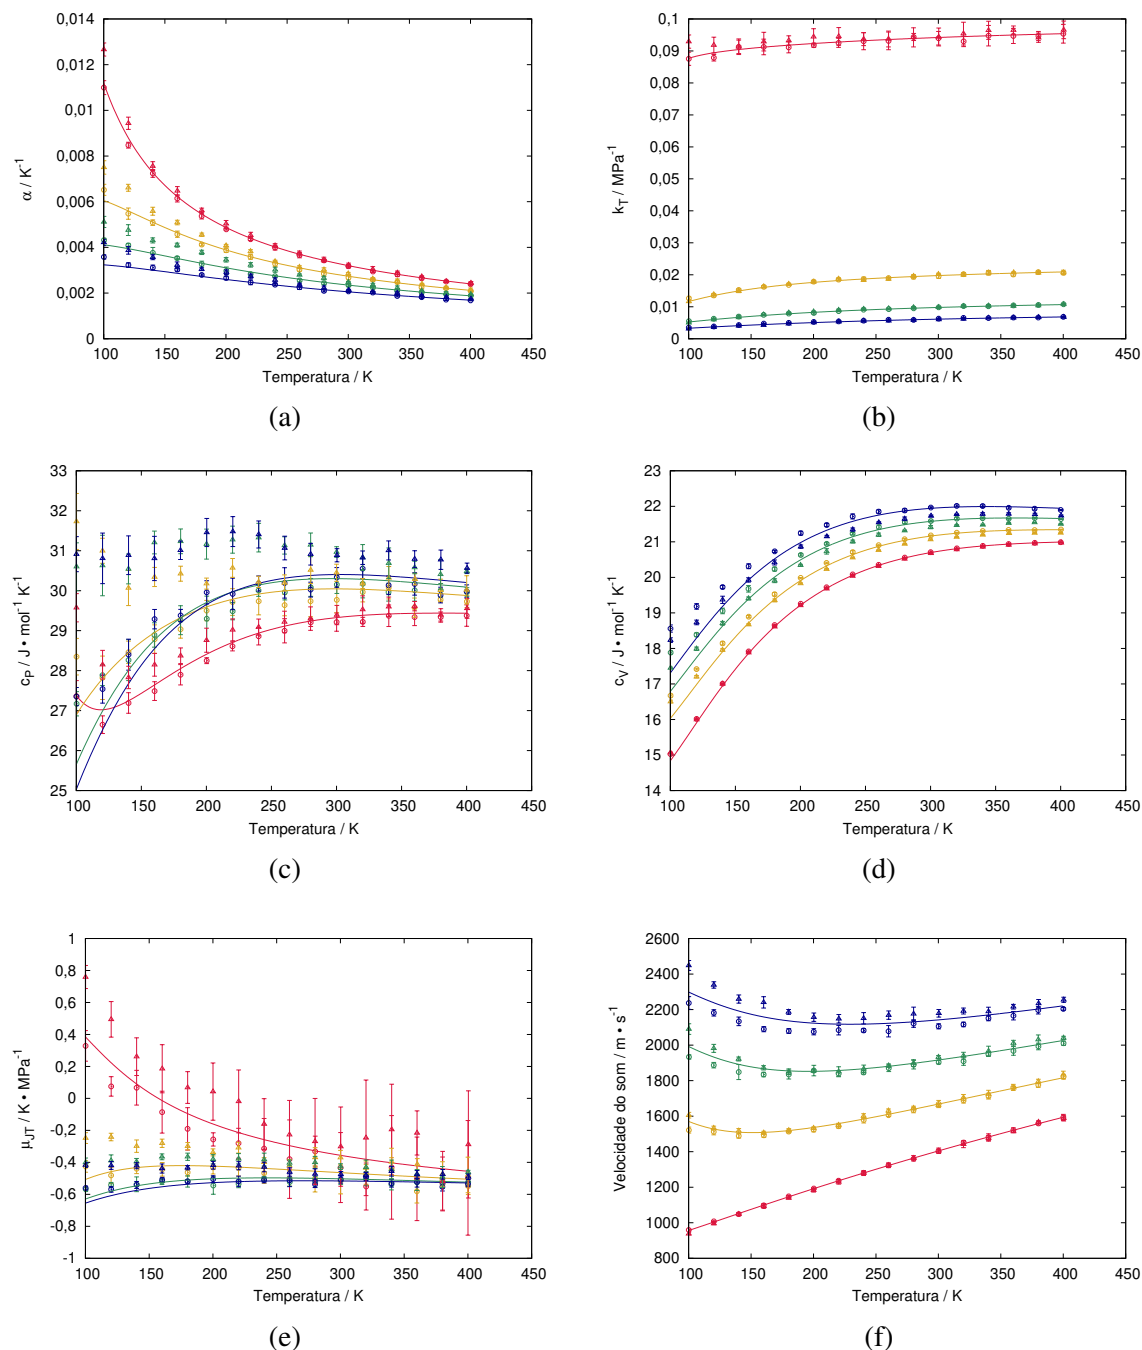 0,014
0,012
0,01
0,008
0,006
0,004
0,002
0
α / K⁻¹
100 150 200 250 300 350 400 450
Temperatura / K
(a)
0,1
0,09
0,08
0,07
0,06
0,05
0,04
0,03
0,02
0,01
0
k_T / MPa⁻¹
100 150 200 250 300 350 400 450
Temperatura / K
(b)
33
32
31
30
29
28
27
26
25
c_P / J • mol⁻¹ K⁻¹
100 150 200 250 300 350 400 450
Temperatura / K
(c)
23
22
21
20
19
18
17
16
15
14
c_V / J • mol⁻¹ K⁻¹
100 150 200 250 300 350 400 450
Temperatura / K
(d)
1
0,8
0,6
0,4
0,2
0
-0,2
-0,4
-0,6
-0,8
-1
μ_JT / K • MPa⁻¹
100 150 200 250 300 350 400 450
Temperatura / K
(e)
2600
2400
2200
2000
1800
1600
1400
1200
1000
800
Velocidade do som / m • s⁻¹
100 150 200 250 300 350 400 450
Temperatura / K
(f)